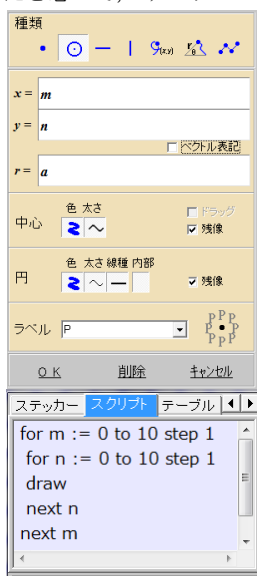 種類
x = m
y = n
ベクトル表記
r = a
中心 色 太さ ドラッグ
残像
円 色 太さ 線種 内部 残像
ラベル P
OK 削除 キャンセル
ステッカー スクリプト テーブル
for m := 0 to 10 step 1
for n := 0 to 10 step 1
draw
next n
next m